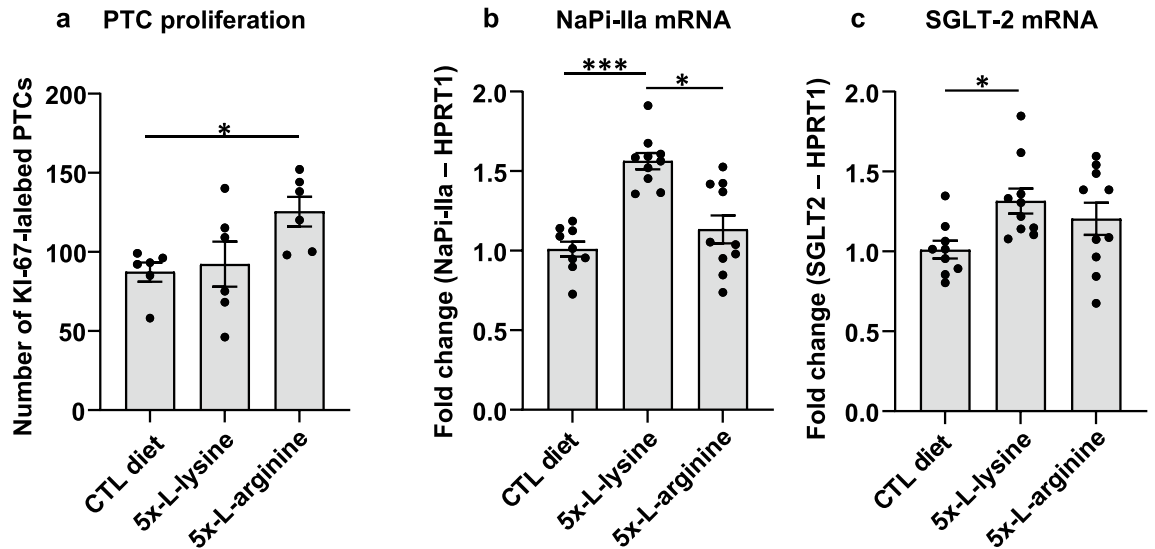 a PTC proliferation
Number of KI-67-labebed PTCs
200
150
100
50
0
*
CTL diet
5x-L-lysine
5x-L-arginine
b NaPi-IIa mRNA
Fold change (NaPi-IIa – HPRT1)
2.0
1.5
1.0
0.5
0.0
***
*
CTL diet
5x-L-lysine
5x-L-arginine
c SGLT-2 mRNA
Fold change (SGLT2 – HPRT1)
2.0
1.5
1.0
0.5
0.0
*
CTL diet
5x-L-lysine
5x-L-arginine